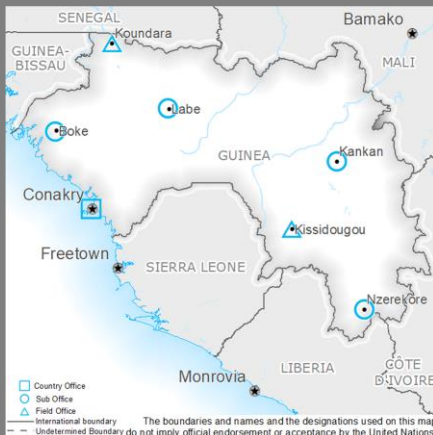 SENEGAL
Koundara
Bamako
GUINEA-
BISSAU
MALI
Labe
Boke
GUINEA
Kankan
Conakry
Kissidougou
Freetown
SIERRA LEONE
Nzerekore
LIBERIA
CÔTE
D'IVOIRE
Monrovia
Country Office
Sub Office
Field Office
International boundary
Undetermined Boundary
The boundaries and names and the designations used on this map
do not imply official endorsement or acceptance by the United Nations